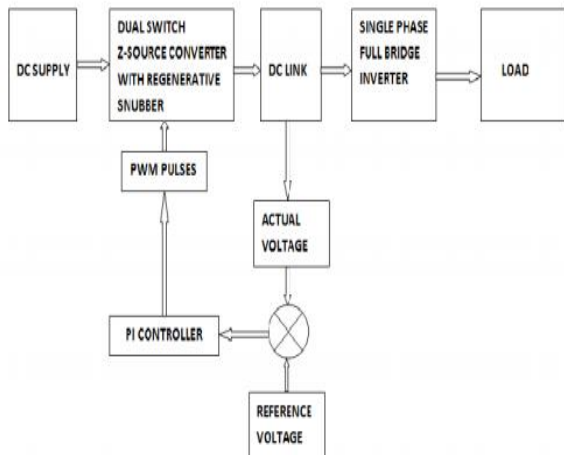 DC SUPPLY
DUAL SWITCH
Z-SOURCE CONVERTER
WITH REGENERATIVE
SNUBBER
DC LINK
SINGLE PHASE
FULL BRIDGE
INVERTER
LOAD
PWM PULSES
ACTUAL
VOLTAGE
PI CONTROLLER
REFERENCE
VOLTAGE